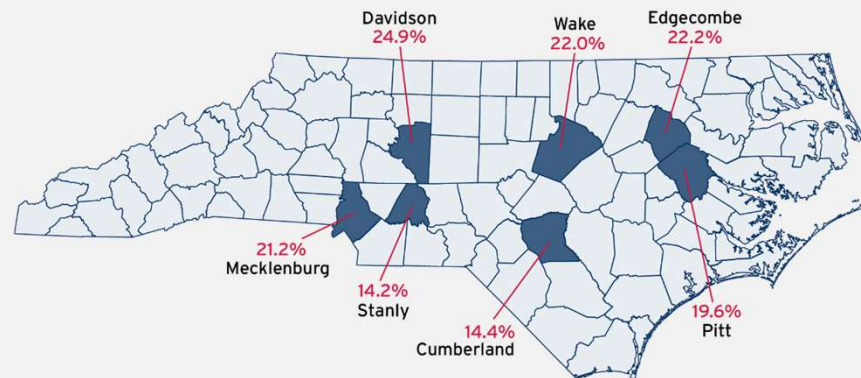 Davidson
24.9%
Wake
22.0%
Edgecombe
22.2%
21.2%
Mecklenburg
14.2%
Stanly
14.4%
Cumberland
19.6%
Pitt